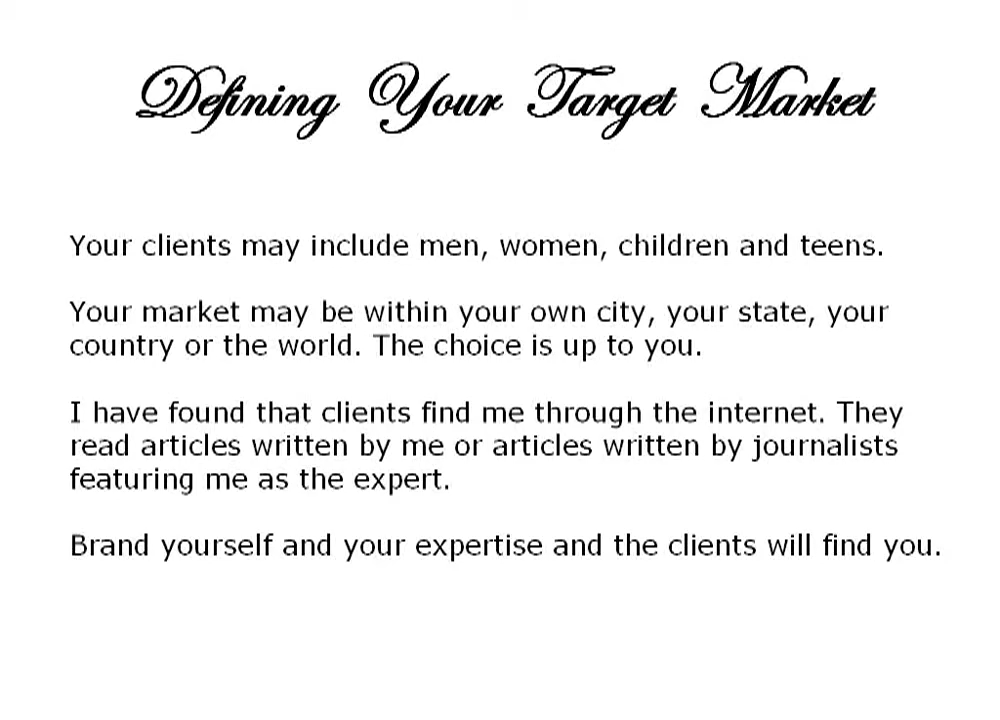 Defining Your Target Market
Your clients may include men, women, children and teens.
Your market may be within your own city, your state, your
country or the world. The choice is up to you.
I have found that clients find me through the internet. They
read articles written by me or articles written by journalists
featuring me as the expert.
Brand yourself and your expertise and the clients will find you.